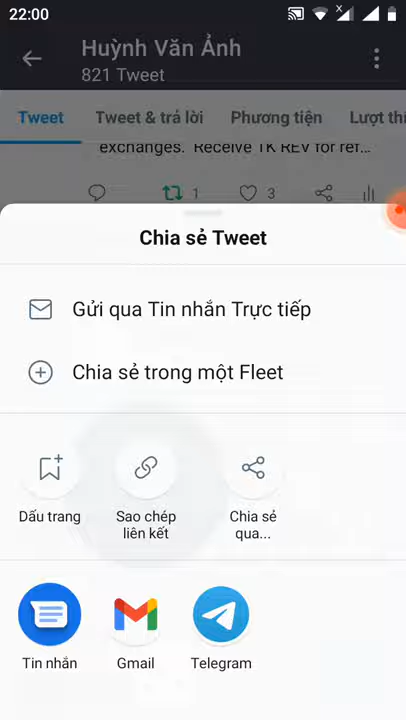 22:00
Huỳnh Văn Ảnh
821 Tweet
Tweet
Tweet & trả lời
Phương tiện
Lượt thí
exchanges. Receive 1K REV for ref...
1
3
Chia sẻ Tweet
Gửi qua Tin nhắn Trực tiếp
Chia sẻ trong một Fleet
Dấu trang
Sao chép
liên kết
Chia sẻ
qua...
Tin nhắn
Gmail
Telegram